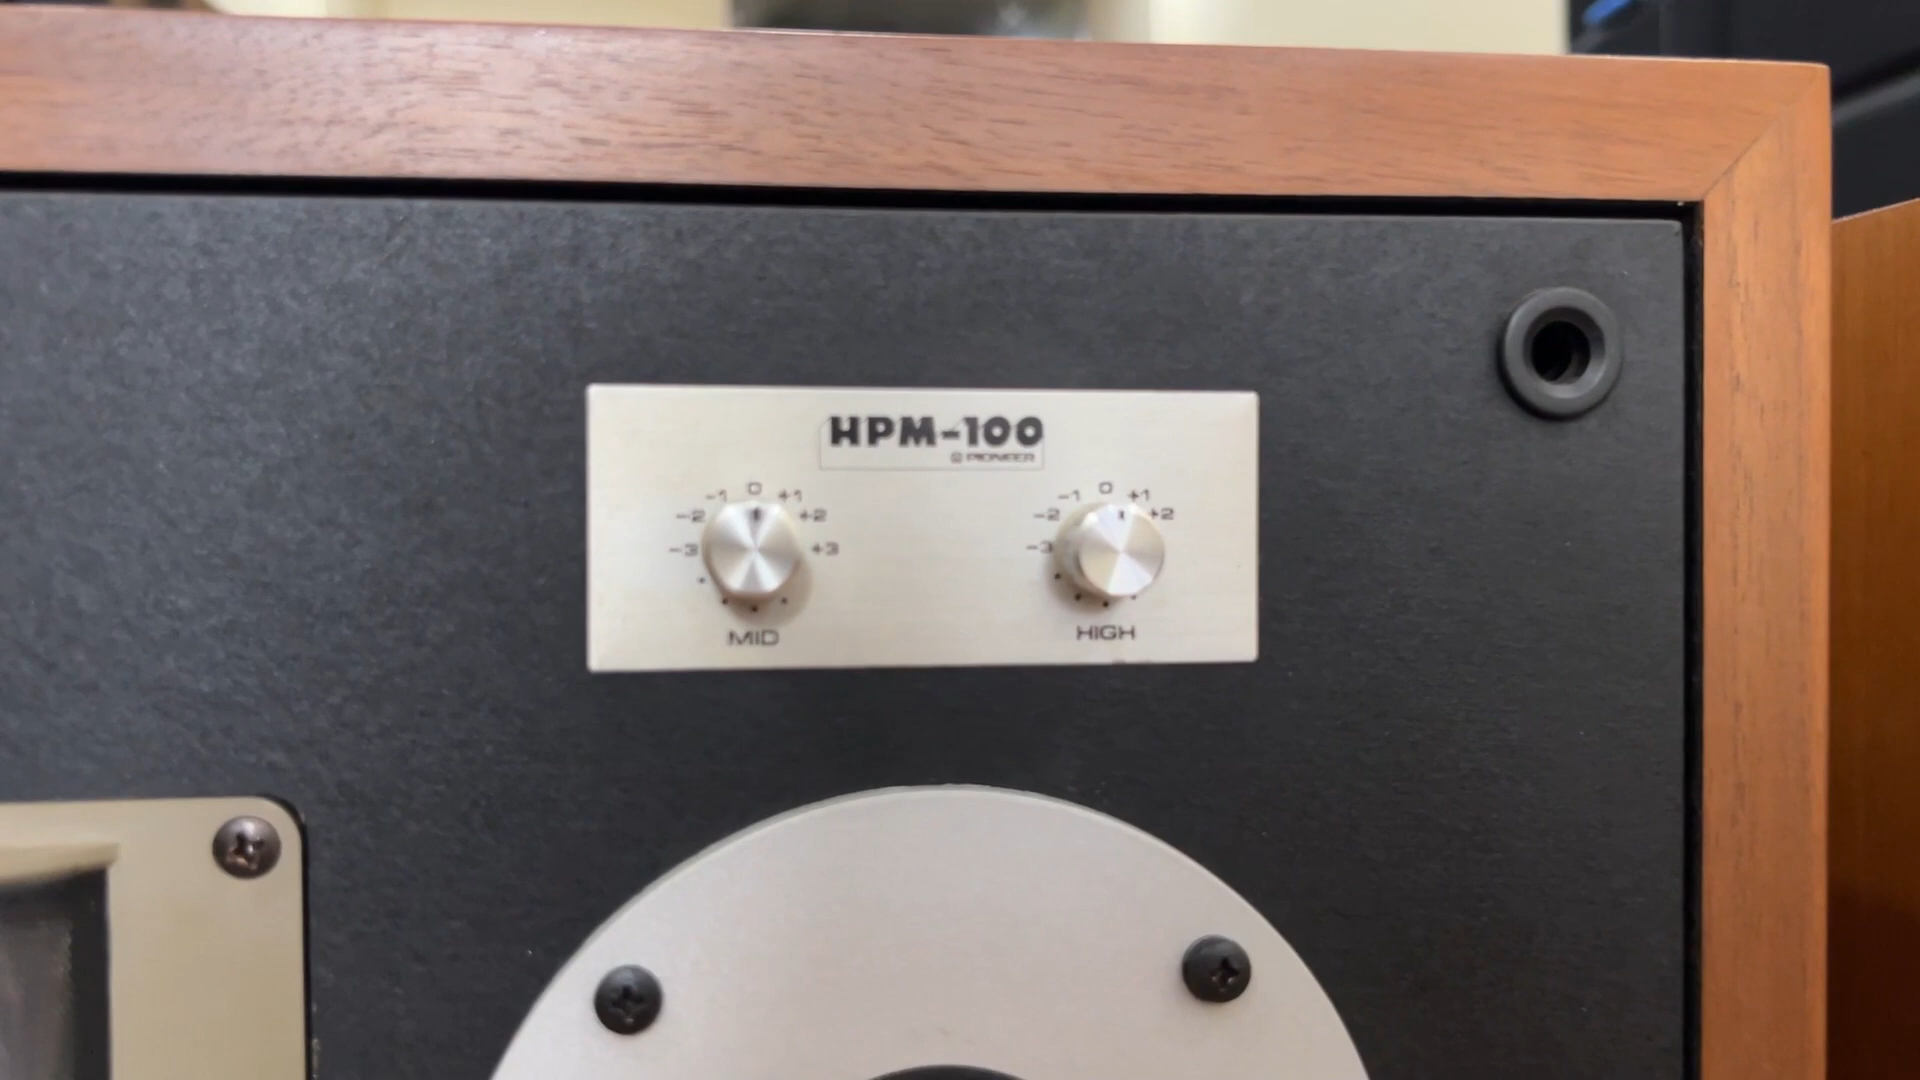 HPM-100
PIONEER
-3 -2 -1 0 +1 +2 +3
-3 -2 -1 0 +1 +2
MID
HIGH